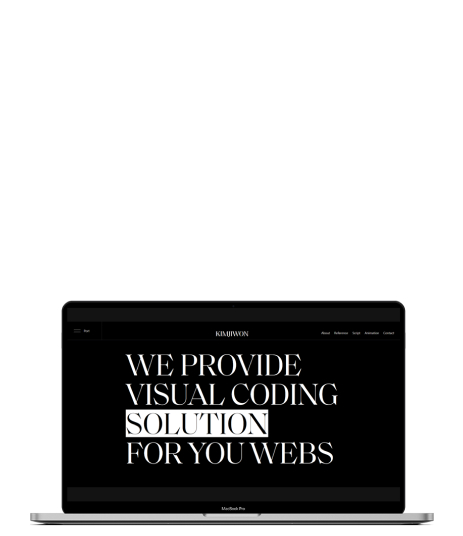 KIMJIWON
About Reference Script Animation Contact
WE PROVIDE
VISUAL CODING
SOLUTION
FOR YOU WEBS
MacBook Pro